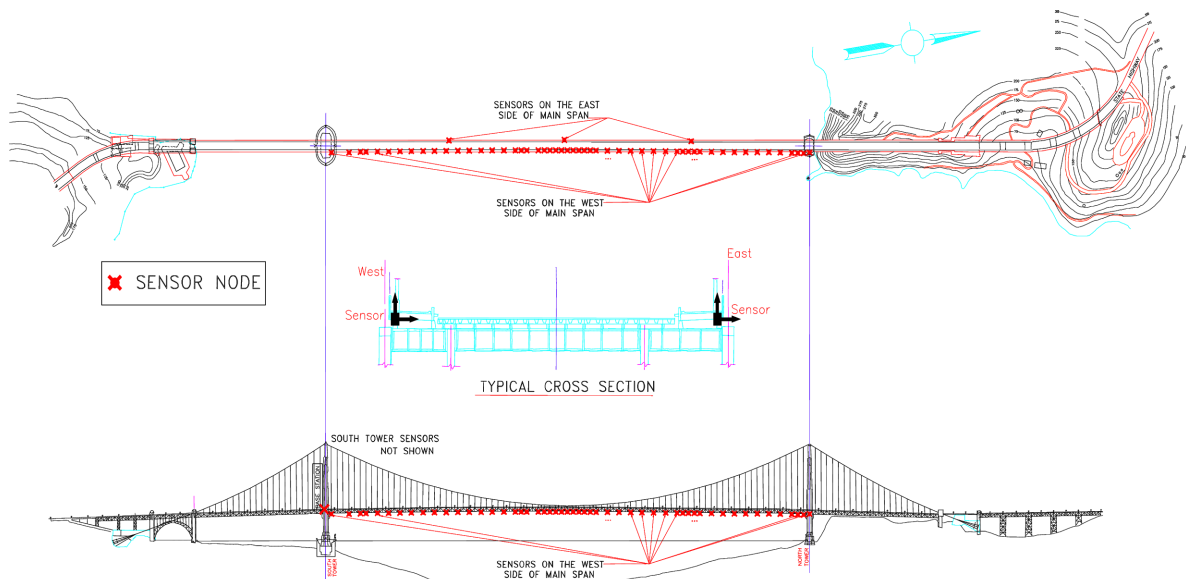 SENSORS ON THE EAST
SIDE OF MAIN SPAN
STATE HIGHWAY
...
...
SENSORS ON THE WEST
SIDE OF MAIN SPAN
SENSOR NODE
West
East
Sensor
Sensor
TYPICAL CROSS SECTION
SOUTH TOWER SENSORS
NOT SHOWN
BASE STATION
...
...
SOUTH
TOWER
NORTH
TOWER
SENSORS ON THE WEST
SIDE OF MAIN SPAN